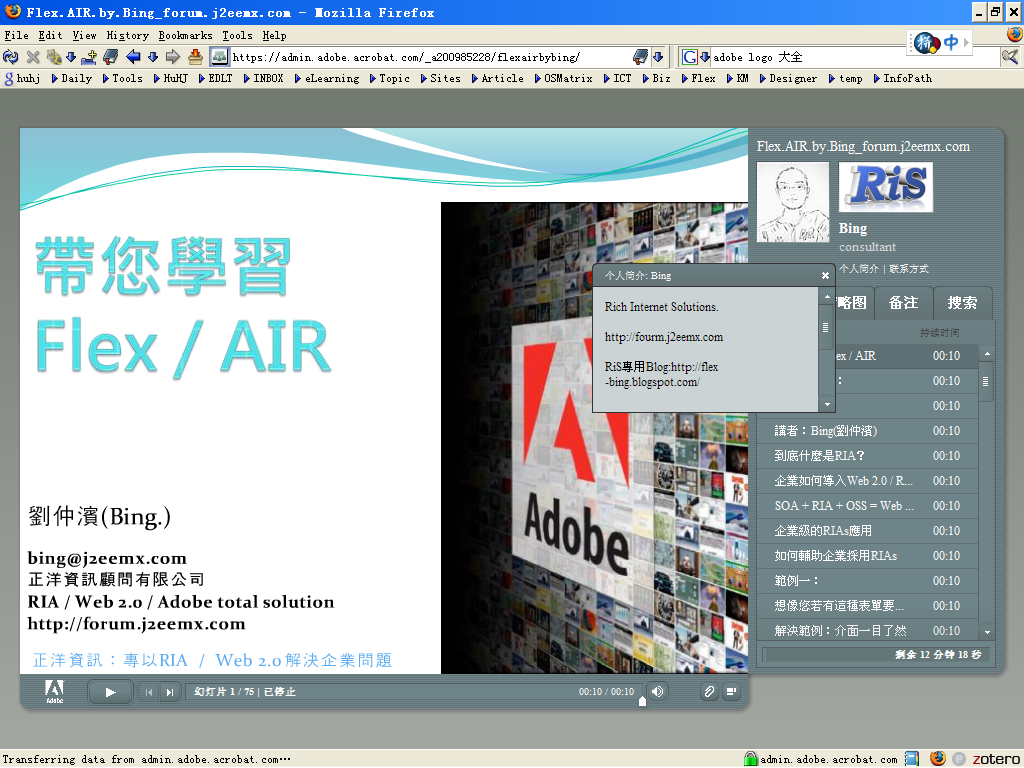 Flex.AIR.by.Bing_forum.j2eemx.com - Mozilla Firefox
File Edit View History Bookmarks Tools Help
https://admin.adobe.acrobat.com/_a200985228/flexairbybing/
adobe logo 大全
中
huhj Daily Tools HuHJ EDLT INBOX eLearning Topic Sites Article OSMatrix ICT Biz Flex KM Designer temp InfoPath
帶您學習
Flex / AIR
Adobe
劉仲濱(Bing.)
bing@j2eemx.com
正洋資訊顧問有限公司
RIA / Web 2.0 / Adobe total solution
http://forum.j2eemx.com
正洋資訊：專以RIA / Web 2.0解決企業問題
Flex.AIR.by.Bing_forum.j2eemx.com
RiS
Bing
consultant
个人简介 | 联系方式
个人简介: Bing
Rich Internet Solutions.
http://fourm.j2eemx.com
RiS專用Blog:http://flex
-bing.blogspot.com/
略图 备注 搜索
持续时间
ex / AIR 00:10
： 00:10
00:10
講者：Bing(劉仲濱) 00:10
到底什麼是RIA? 00:10
企業如何導入Web 2.0 / R... 00:10
SOA + RIA + OSS = Web ... 00:10
企業級的RIAs應用 00:10
如何輔助企業採用RIAs 00:10
範例一： 00:10
想像您若有這種表單要... 00:10
解決範例：介面一目了然 00:10
剩余 12 分钟 18 秒
Adobe
幻灯片 1 / 75 | 已停止
00:10 / 00:10
Transferring data from admin.adobe.acrobat.com…
admin.adobe.acrobat.com
zotero